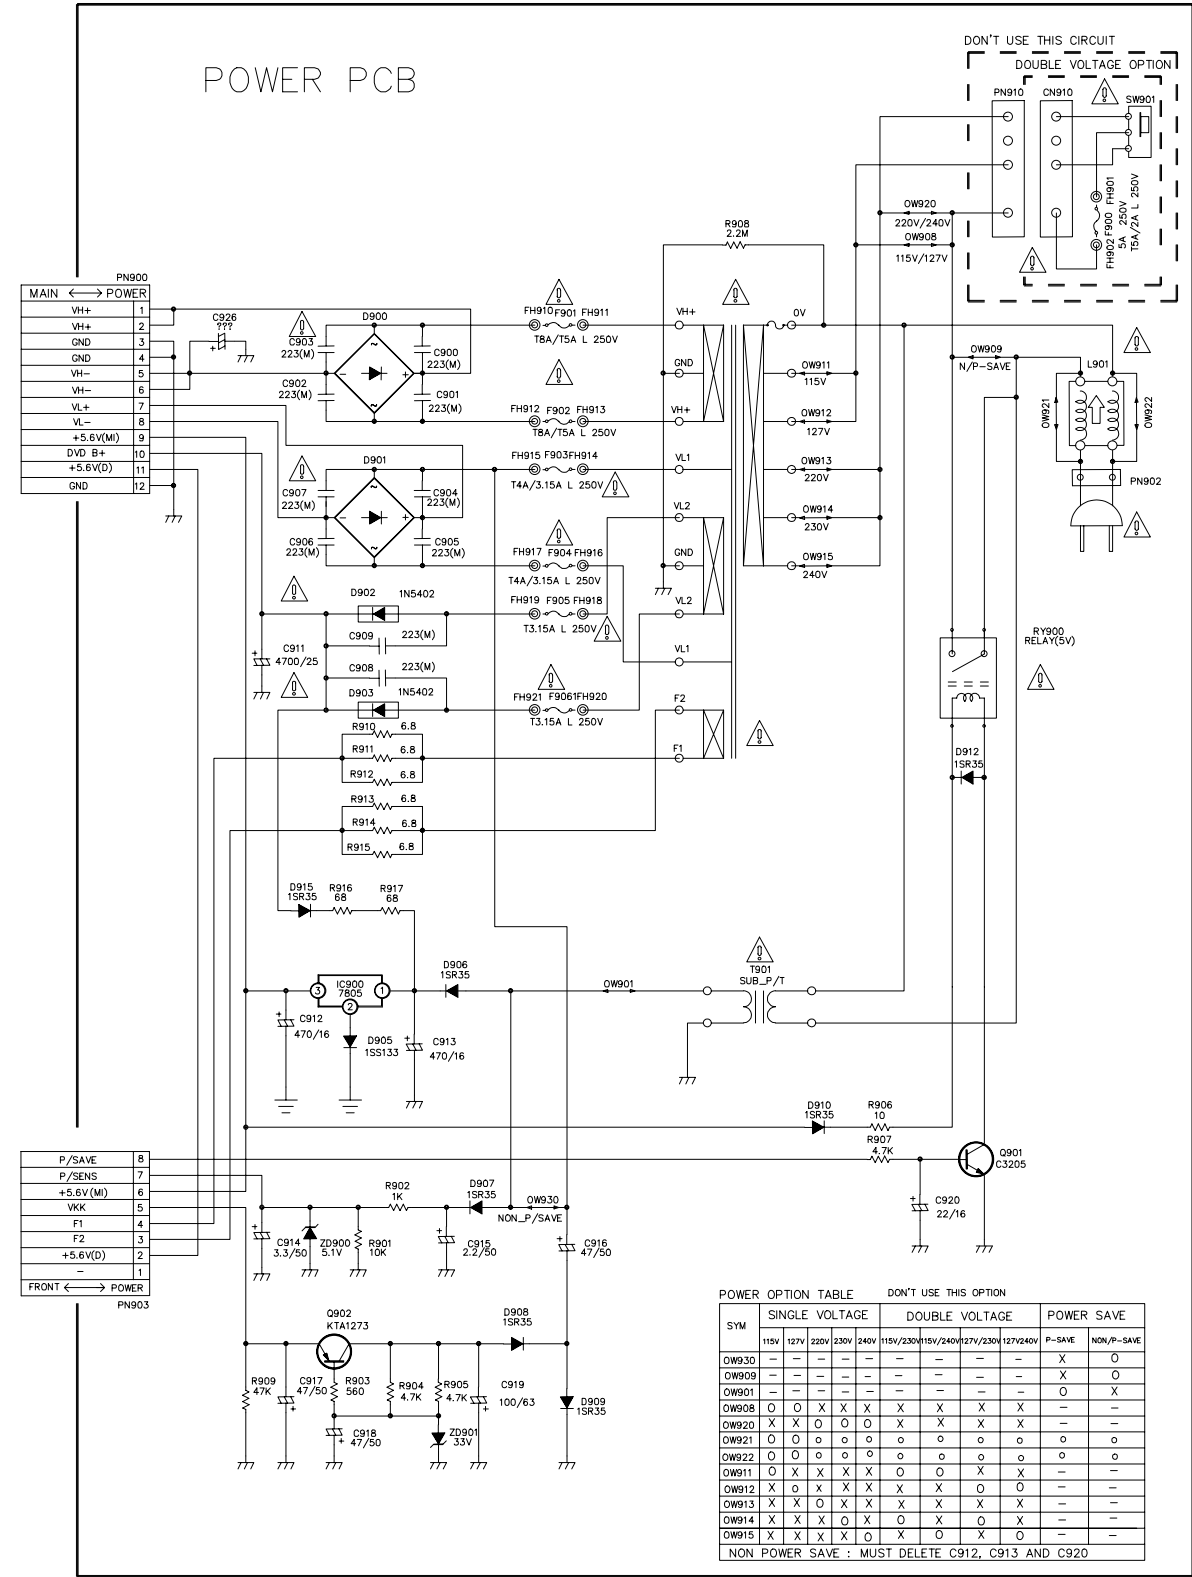 DON'T USE THIS CIRCUIT
DOUBLE VOLTAGE OPTION
POWER PCB
PN910
CN910
SW901
FH902 F900 FH901
5A 250V
T5A/2A L 250V
OW920
220V/240V
OW908
115V/127V
R908
2.2M
PN900
MAIN <——> POWER
VH+ 1
VH+ 2
GND 3
GND 4
VH- 5
VH- 6
VL+ 7
VL- 8
+5.6V(MI) 9
DVD B+ 10
+5.6V(D) 11
GND 12
C926
???
D900
C903
223(M)
C900
223(M)
C902
223(M)
C901
223(M)
FH910 F901 FH911
T8A/T5A L 250V
FH912 F902 FH913
T8A/T5A L 250V
VH+
GND
VH+
0V
OW911
115V
OW912
127V
OW909
N/P-SAVE
L901
OW921
OW922
PN902
D901
C907
223(M)
C904
223(M)
C906
223(M)
C905
223(M)
FH915 F903FH914
T4A/3.15A L 250V
VL1
OW913
220V
VL2
OW914
230V
FH917 F904 FH916
T4A/3.15A L 250V
GND
OW915
240V
D902 1N5402
FH919 F905 FH918
T3.15A L 250V
VL2
C909 223(M)
C911
4700/25
C908 223(M)
VL1
D903 1N5402
FH921 F9061FH920
T3.15A L 250V
F2
F1
RY900
RELAY(5V)
R910 6.8
R911 6.8
R912 6.8
R913 6.8
R914 6.8
R915 6.8
D912
1SR35
D915
1SR35
R916
68
R917
68
D906
1SR35
OW901
T901
SUB_P/T
IC900
7805
3
1
2
C912
470/16
D905
1SS133
C913
470/16
D910
1SR35
R906
10
R907
4.7K
Q901
C3205
C920
22/16
P/SAVE 8
P/SENS 7
+5.6V(MI) 6
VKK 5
F1 4
F2 3
+5.6V(D) 2
- 1
FRONT <——> POWER
PN903
R902
1K
D907
1SR35
OW930
NON_P/SAVE
C914
3.3/50
ZD900
5.1V
R901
10K
C915
2.2/50
C916
47/50
Q902
KTA1273
D908
1SR35
R909
47K
C917
47/50
R903
560
R904
4.7K
R905
4.7K
C919
100/63
D909
1SR35
C918
47/50
ZD901
33V
POWER OPTION TABLE DON'T USE THIS OPTION
SYM SINGLE VOLTAGE DOUBLE VOLTAGE POWER SAVE
115V 127V 220V 230V 240V 115V/230V 115V/240V 127V/230V 127V240V P-SAVE NON/P-SAVE
OW930 - - - - - - - - - X O
OW909 - - - - - - - - - X O
OW901 - - - - - - - - - O X
OW908 O O X X X X X X X - -
OW920 X X O O O X X X X - -
OW921 O O o o o o o o o o o
OW922 O O o o o o o o o o o
OW911 O X X X X O O X X - -
OW912 X o x X X X X O O - -
OW913 X X O X X X X X X - -
OW914 X X X O X O X O X - -
OW915 X X X X O X O X O - -
NON POWER SAVE : MUST DELETE C912, C913 AND C920